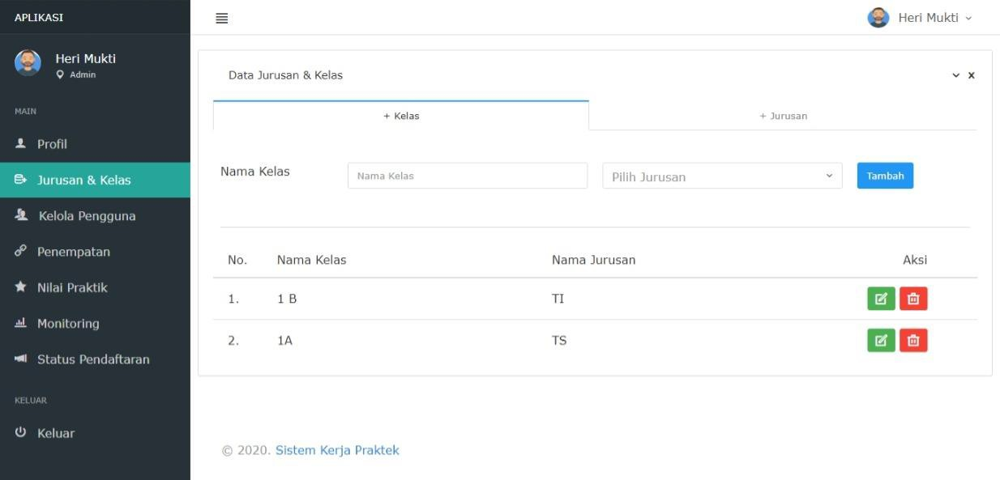 APLIKASI
Heri Mukti
Heri Mukti
Admin
MAIN
Profil
Jurusan & Kelas
Kelola Pengguna
Penempatan
Nilai Praktik
Monitoring
Status Pendaftaran
KELUAR
Keluar
Data Jurusan & Kelas
+ Kelas
+ Jurusan
Nama Kelas Nama Kelas Pilih Jurusan Tambah
No. Nama Kelas Nama Jurusan Aksi
1. 1 B TI
2. 1A TS
© 2020. Sistem Kerja Praktek